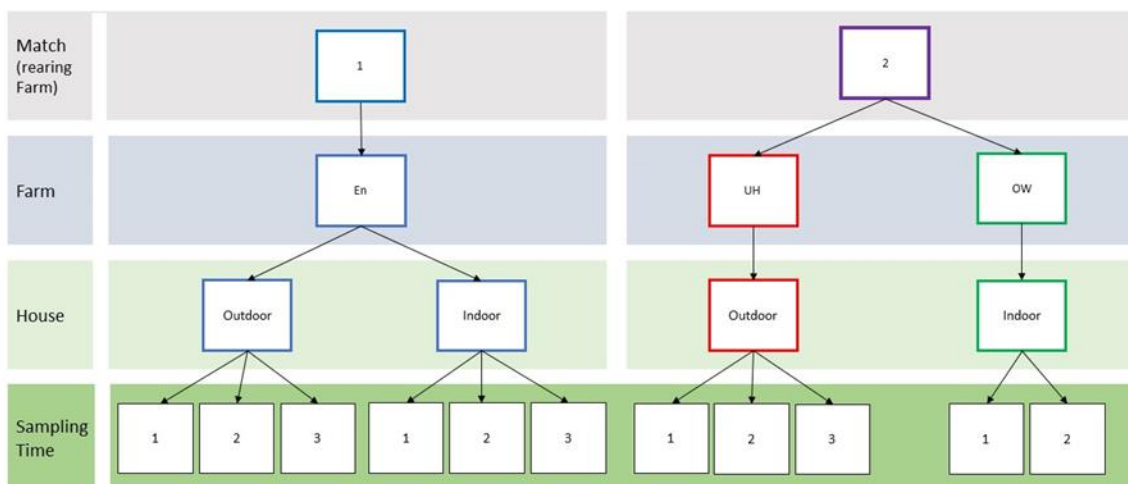 Match
(rearing
Farm)
1
2
Farm
En
UH
OW
House
Outdoor
Indoor
Outdoor
Indoor
Sampling
Time
1
2
3
1
2
3
1
2
3
1
2